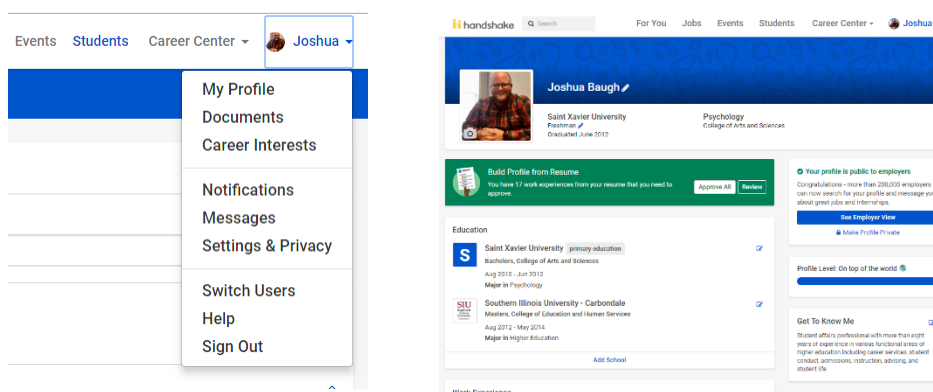 Events Students Career Center Joshua
My Profile
Documents
Career Interests
Notifications
Messages
Settings & Privacy
Switch Users
Help
Sign Out
handshake Search For You Jobs Events Students Career Center Joshua
Joshua Baugh
Saint Xavier University
Freshman
Graduated June 2012
Psychology
College of Arts and Sciences
Build Profile from Resume
You have 17 work experiences from your resume that you need to
approve.
Approve All Review
Education
S
Saint Xavier University primary education
Bachelors, College of Arts and Sciences
Aug 2010 - Jun 2012
Major in Psychology
SIU
Southern Illinois University - Carbondale
Masters, College of Education and Human Services
Aug 2012 - May 2014
Major in Higher Education
Add School
Work Experience
Your profile is public to employers
Congratulations - more than 200,000 employers
can now search for your profile and message you
about great jobs and internships.
See Employer View
Make Profile Private
Profile Level: On top of the world
Get To Know Me
Student affairs professional with more than eight
years of experience in various functional areas of
higher education including career services, student
conduct, admissions, instruction, advising, and
student life.